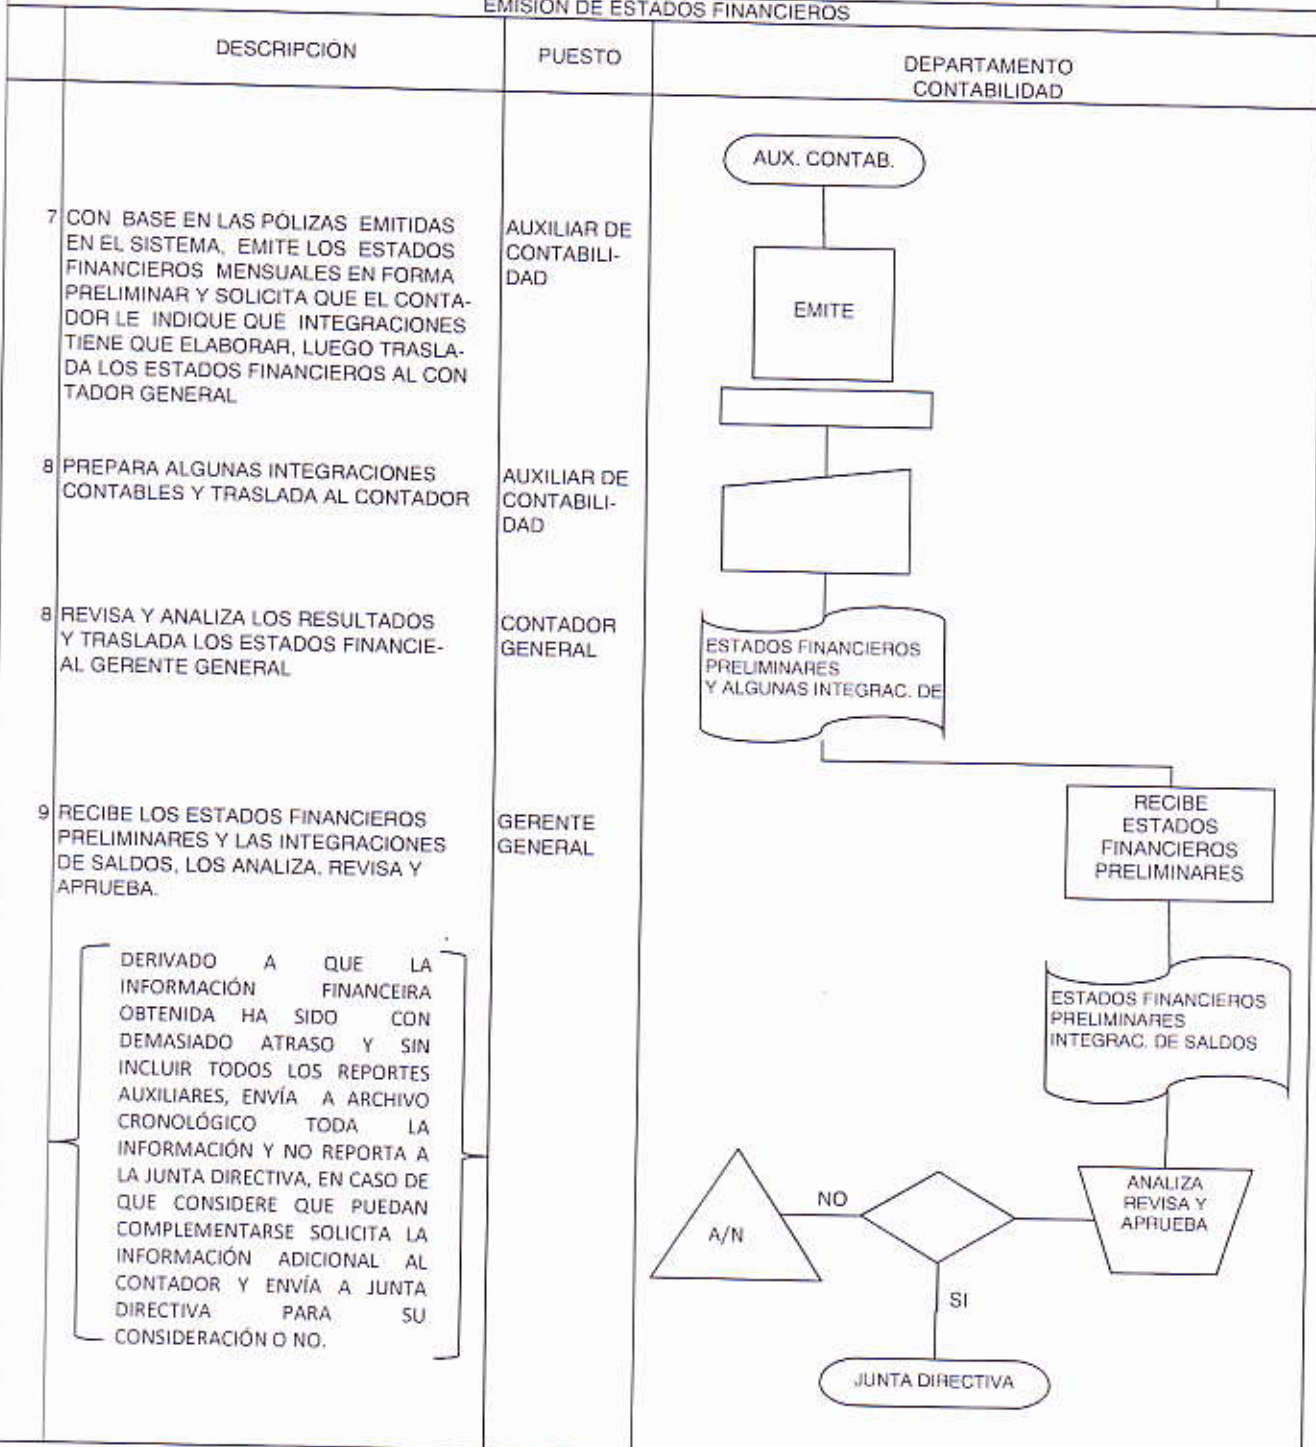 EMISIÓN DE ESTADOS FINANCIEROS
DESCRIPCIÓN
PUESTO
DEPARTAMENTO
CONTABILIDAD
AUX. CONTAB.
7 CON BASE EN LAS PÓLIZAS EMITIDAS
EN EL SISTEMA, EMITE LOS ESTADOS
FINANCIEROS MENSUALES EN FORMA
PRELIMINAR Y SOLICITA QUE EL CONTA-
DOR LE INDIQUE QUÉ INTEGRACIONES
TIENE QUE ELABORAR, LUEGO TRASLA-
DA LOS ESTADOS FINANCIEROS AL CON
TADOR GENERAL
AUXILIAR DE
CONTABILI-
DAD
EMITE
8 PREPARA ALGUNAS INTEGRACIONES
CONTABLES Y TRASLADA AL CONTADOR
AUXILIAR DE
CONTABILI-
DAD
8 REVISA Y ANALIZA LOS RESULTADOS
Y TRASLADA LOS ESTADOS FINANCIE-
AL GERENTE GENERAL
CONTADOR
GENERAL
ESTADOS FINANCIEROS
PRELIMINARES
Y ALGUNAS INTEGRAC. DE
9 RECIBE LOS ESTADOS FINANCIEROS
PRELIMINARES Y LAS INTEGRACIONES
DE SALDOS, LOS ANALIZA, REVISA Y
APRUEBA.
GERENTE
GENERAL
RECIBE
ESTADOS
FINANCIEROS
PRELIMINARES
DERIVADO A QUE LA
INFORMACIÓN FINANCEIRA
OBTENIDA HA SIDO CON
DEMASIADO ATRASO Y SIN
INCLUIR TODOS LOS REPORTES
AUXILIARES, ENVÍA A ARCHIVO
CRONOLÓGICO TODA LA
INFORMACIÓN Y NO REPORTA A
LA JUNTA DIRECTIVA, EN CASO DE
QUE CONSIDERE QUE PUEDAN
COMPLEMENTARSE SOLICITA LA
INFORMACIÓN ADICIONAL AL
CONTADOR Y ENVÍA A JUNTA
DIRECTIVA PARA SU
CONSIDERACIÓN O NO.
ESTADOS FINANCIEROS
PRELIMINARES
INTEGRAC. DE SALDOS
ANALIZA
REVISA Y
APRUEBA
NO
A/N
SI
JUNTA DIRECTIVA